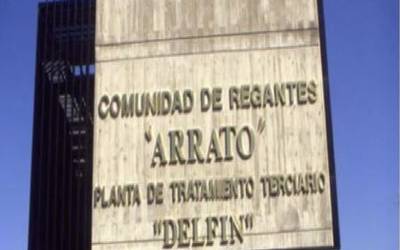 COMUNIDAD DE REGANTES
"ARRATO"
PLANTA DE TRATAMIENTO TERCIARIO
"DELFIN"